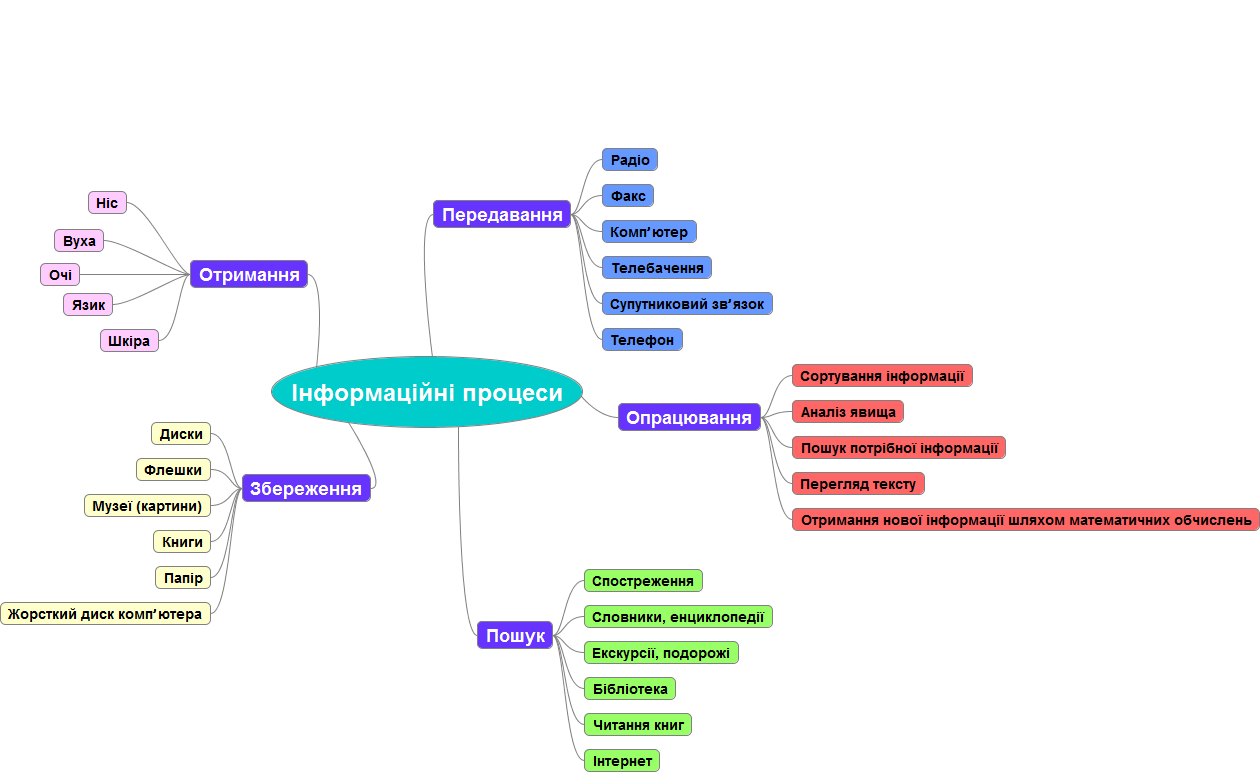 Інформаційні процеси
Отримання
Ніс
Вуха
Очі
Язик
Шкіра
Передавання
Радіо
Факс
Комп’ютер
Телебачення
Супутниковий зв’язок
Телефон
Опрацювання
Сортування інформації
Аналіз явища
Пошук потрібної інформації
Перегляд тексту
Отримання нової інформації шляхом математичних обчислень
Збереження
Диски
Флешки
Музеї (картини)
Книги
Папір
Жорсткий диск комп’ютера
Пошук
Спостреження
Словники, енциклопедії
Екскурсії, подорожі
Бібліотека
Читання книг
Інтернет